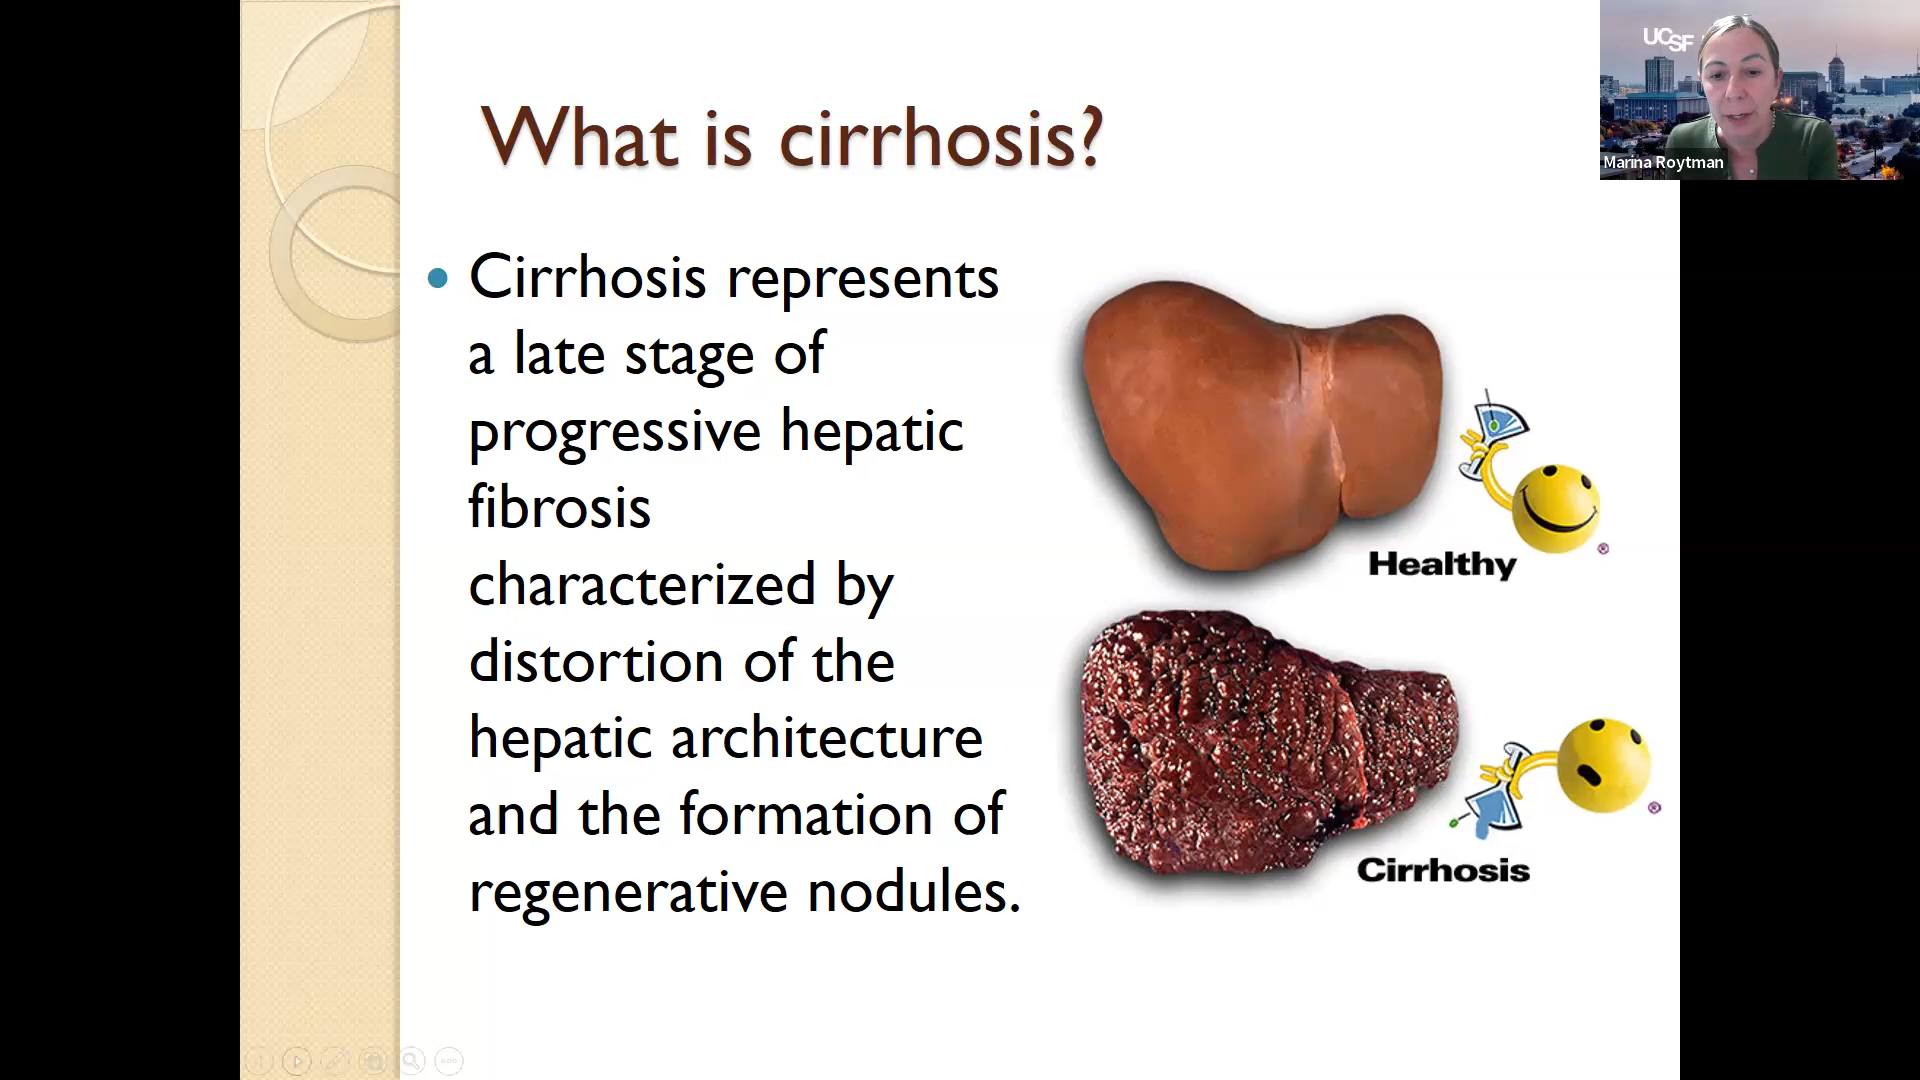 What is cirrhosis?
UCSF
Marina Roytman
• Cirrhosis represents
a late stage of
progressive hepatic
fibrosis
characterized by
distortion of the
hepatic architecture
and the formation of
regenerative nodules.
®
Healthy
®
Cirrhosis